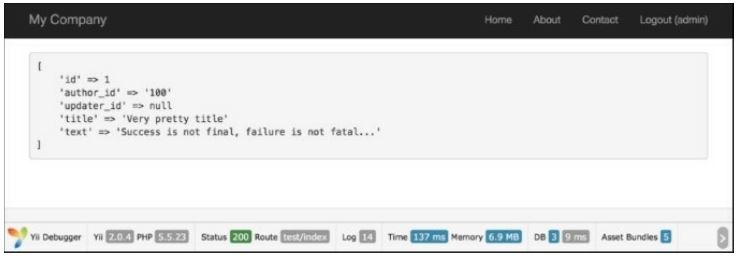 My Company Home About Contact Logout (admin)
[
'id' => 1
'author_id' => '100'
'updater_id' => null
'title' => 'Very pretty title'
'text' => 'Success is not final, failure is not fatal...'
]
Yii Debugger Yii 2.0.4 PHP 5.5.23 Status 200 Route test/index Log 14 Time 137 ms Memory 6.9 MB DB 3 9 ms Asset Bundles 5